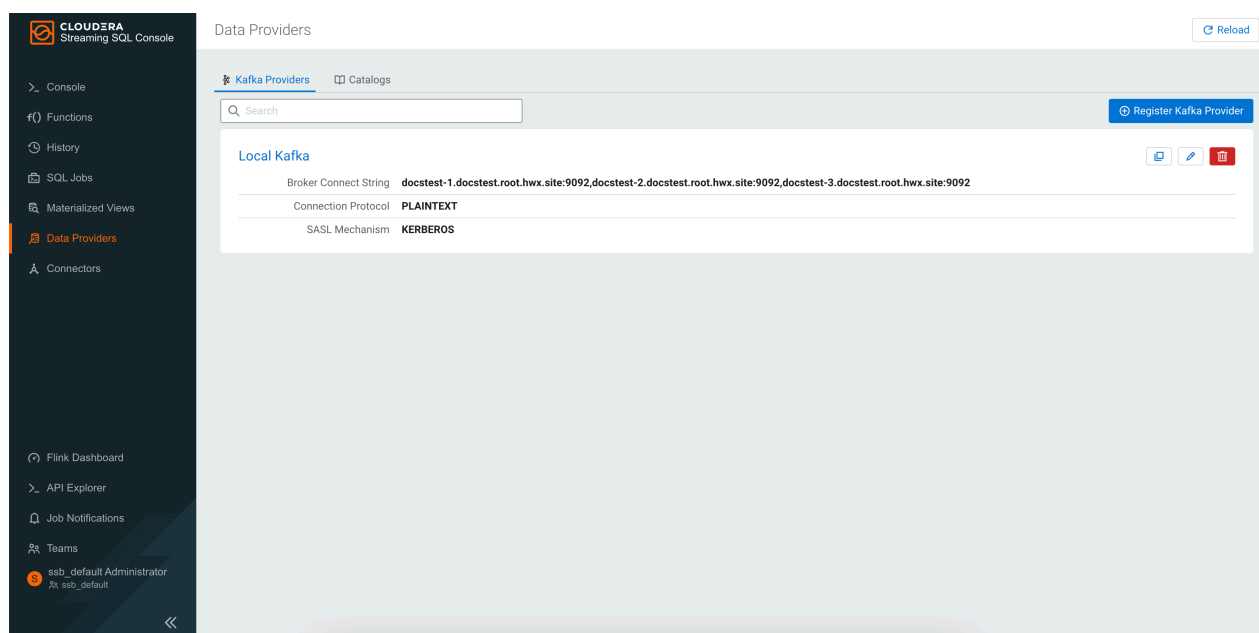 CLOUDERA
Streaming SQL Console
Data Providers
Reload
>_ Console
f() Functions
History
SQL Jobs
Materialized Views
Data Providers
Connectors
Kafka Providers
Catalogs
Search
Register Kafka Provider
Local Kafka
Broker Connect String docstest-1.docstest.root.hwx.site:9092,docstest-2.docstest.root.hwx.site:9092,docstest-3.docstest.root.hwx.site:9092
Connection Protocol PLAINTEXT
SASL Mechanism KERBEROS
Flink Dashboard
>_ API Explorer
Job Notifications
Teams
S
ssb_default Administrator
ssb_default